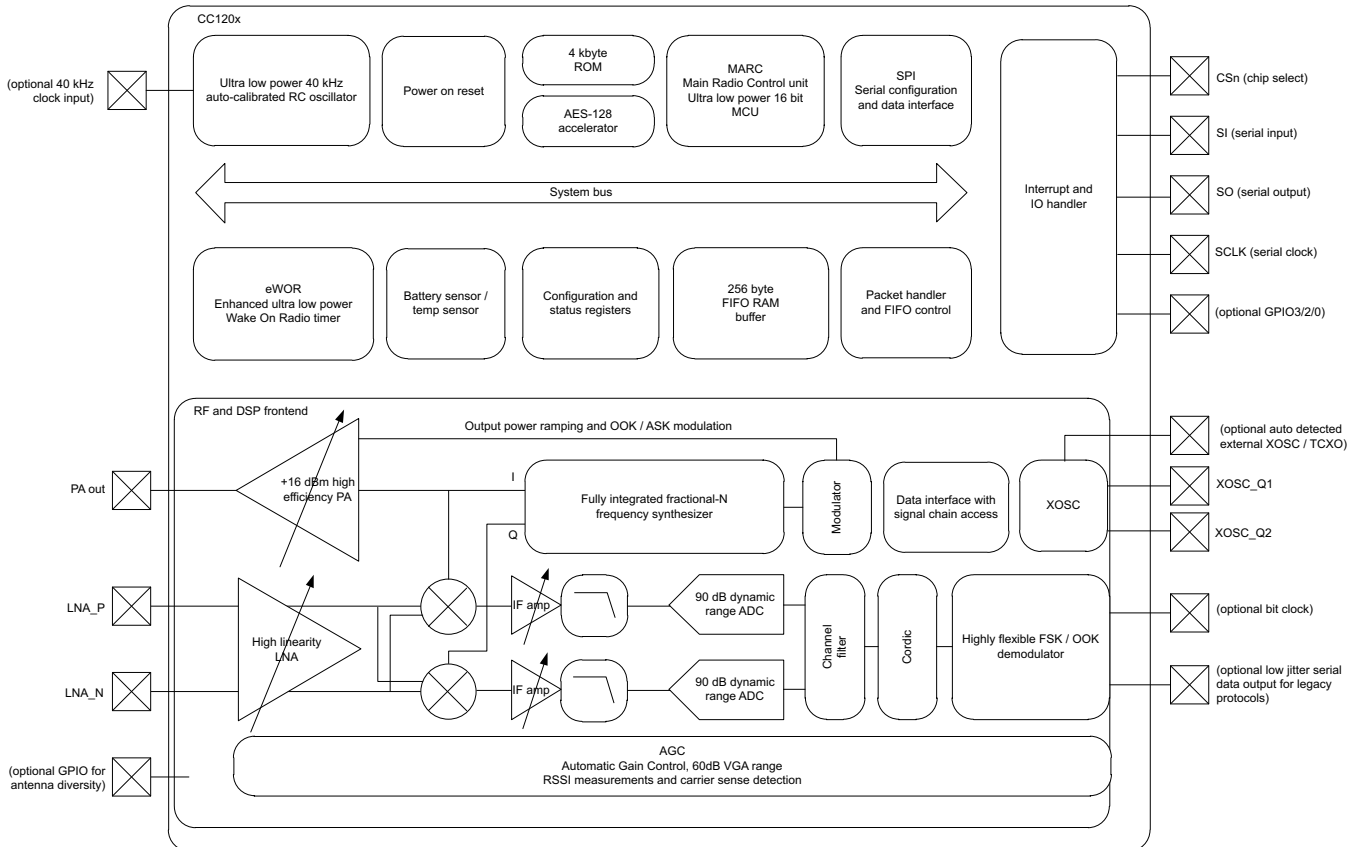 CC120x
(optional 40 kHz
clock input)
Ultra low power 40 kHz
auto-calibrated RC oscillator
Power on reset
4 kbyte
ROM
AES-128
accelerator
MARC
Main Radio Control unit
Ultra low power 16 bit
MCU
SPI
Serial configuration
and data interface
Interrupt and
IO handler
CSn (chip select)
SI (serial input)
SO (serial output)
SCLK (serial clock)
(optional GPIO3/2/0)
System bus
eWOR
Enhanced ultra low power
Wake On Radio timer
Battery sensor /
temp sensor
Configuration and
status registers
256 byte
FIFO RAM
buffer
Packet handler
and FIFO control
RF and DSP frontend
Output power ramping and OOK / ASK modulation
(optional auto detected
external XOSC / TCXO)
PA out
+16 dBm high
efficiency PA
I
Q
Fully integrated fractional-N
frequency synthesizer
Modulator
Data interface with
signal chain access
XOSC
XOSC_Q1
XOSC_Q2
LNA_P
LNA_N
High linearity
LNA
IF amp
90 dB dynamic
range ADC
IF amp
90 dB dynamic
range ADC
Channel
filter
Cordic
Highly flexible FSK / OOK
demodulator
(optional bit clock)
(optional low jitter serial
data output for legacy
protocols)
(optional GPIO for
antenna diversity)
AGC
Automatic Gain Control, 60dB VGA range
RSSI measurements and carrier sense detection